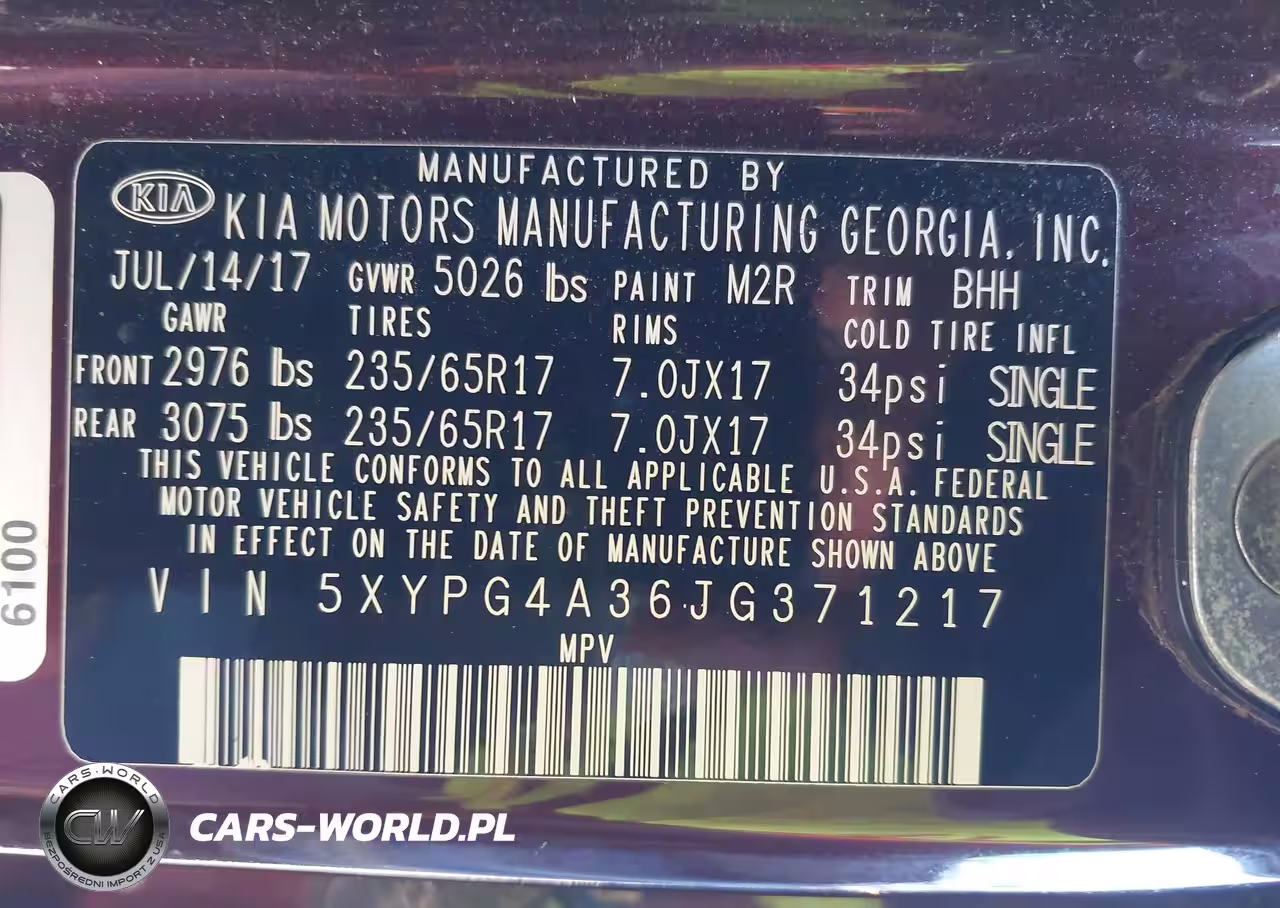 MANUFACTURED BY
KIA KIA MOTORS MANUFACTURING GEORGIA, INC.
JUL/14/17 GVWR 5026 lbs PAINT M2R TRIM BHH
GAWR TIRES RIMS COLD TIRE INFL
FRONT 2976 lbs 235/65R17 7.0JX17 34psi SINGLE
REAR 3075 lbs 235/65R17 7.0JX17 34psi SINGLE
THIS VEHICLE CONFORMS TO ALL APPLICABLE U.S.A. FEDERAL
MOTOR VEHICLE SAFETY AND THEFT PREVENTION STANDARDS
IN EFFECT ON THE DATE OF MANUFACTURE SHOWN ABOVE
VIN 5XYPG4A36JG371217
MPV
6100
CARS-WORLD
CW
BEZPOŚREDNI IMPORT Z USA
CARS-WORLD.PL